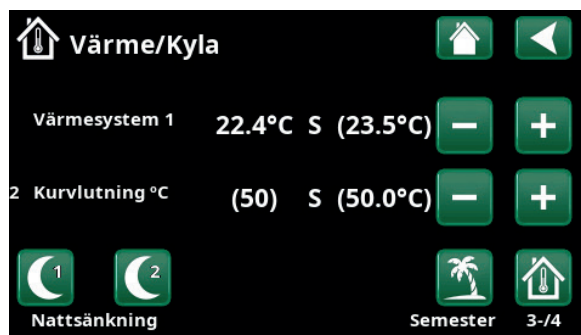 Värme/Kyla
Värmesystem 1 22.4°C S (23.5°C) − +
2 Kurvlutning °C (50) S (50.0°C) − +
1 2
Nattsänkning Semester 3-/4